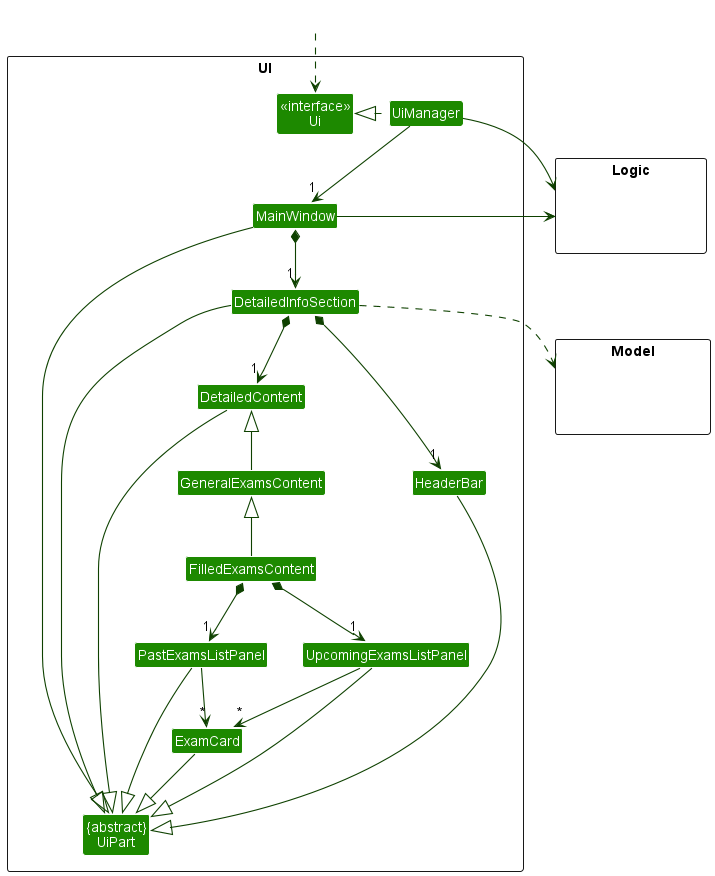 UI
«interface»
Ui
UiManager
Logic
1
MainWindow
1
DetailedInfoSection
Model
1
DetailedContent
1
GeneralExamsContent
HeaderBar
FilledExamsContent
1
1
PastExamsListPanel
UpcomingExamsListPanel
*
*
ExamCard
{abstract}
UiPart